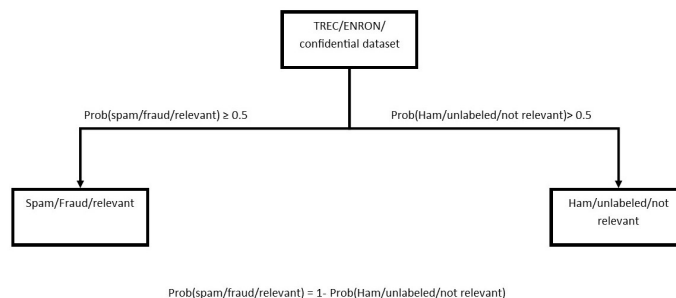 TREC/ENRON/
confidential dataset
Prob(spam/fraud/relevant) ≥ 0.5
Prob(Ham/unlabeled/not relevant)> 0.5
Spam/Fraud/relevant
Ham/unlabeled/not
relevant
Prob(spam/fraud/relevant) = 1- Prob(Ham/unlabeled/not relevant)